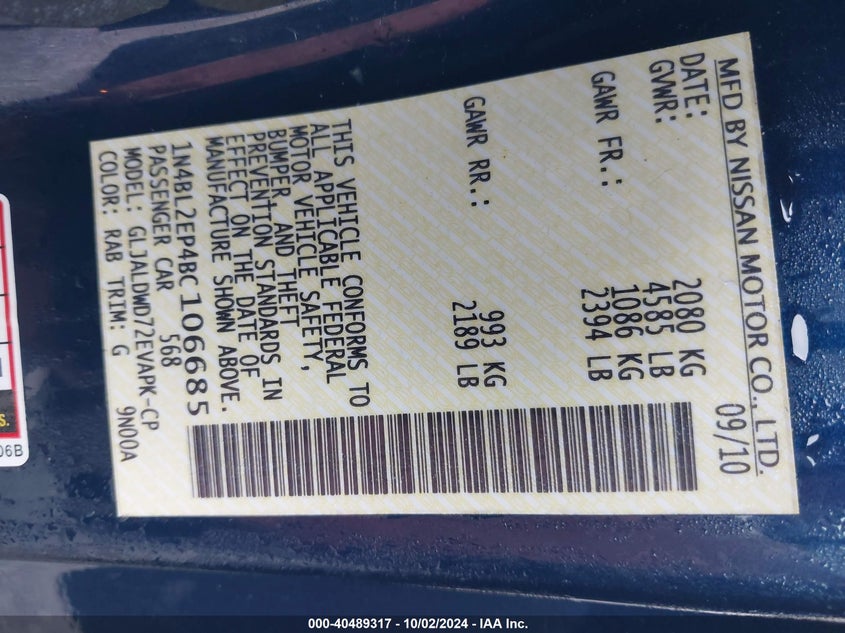 MFD BY NISSAN MOTOR CO., LTD.
DATE: 09/10
GVWR: 2080 KG
4585 LB
GAWR FR.: 1086 KG
2394 LB
GAWR RR.: 993 KG
2189 LB
THIS VEHICLE CONFORMS TO
ALL APPLICABLE FEDERAL
MOTOR VEHICLE SAFETY,
BUMPER, AND THEFT
PREVENTION STANDARDS IN
EFFECT ON THE DATE OF
MANUFACTURE SHOWN ABOVE.
1N4BL2EP4BC106685
PASSENGER CAR 568
MODEL: GLJALDWD72EVAPK-CP
COLOR: RAB TRIM: G 9N00A
06B
000-40489317 - 10/02/2024 - IAA Inc.